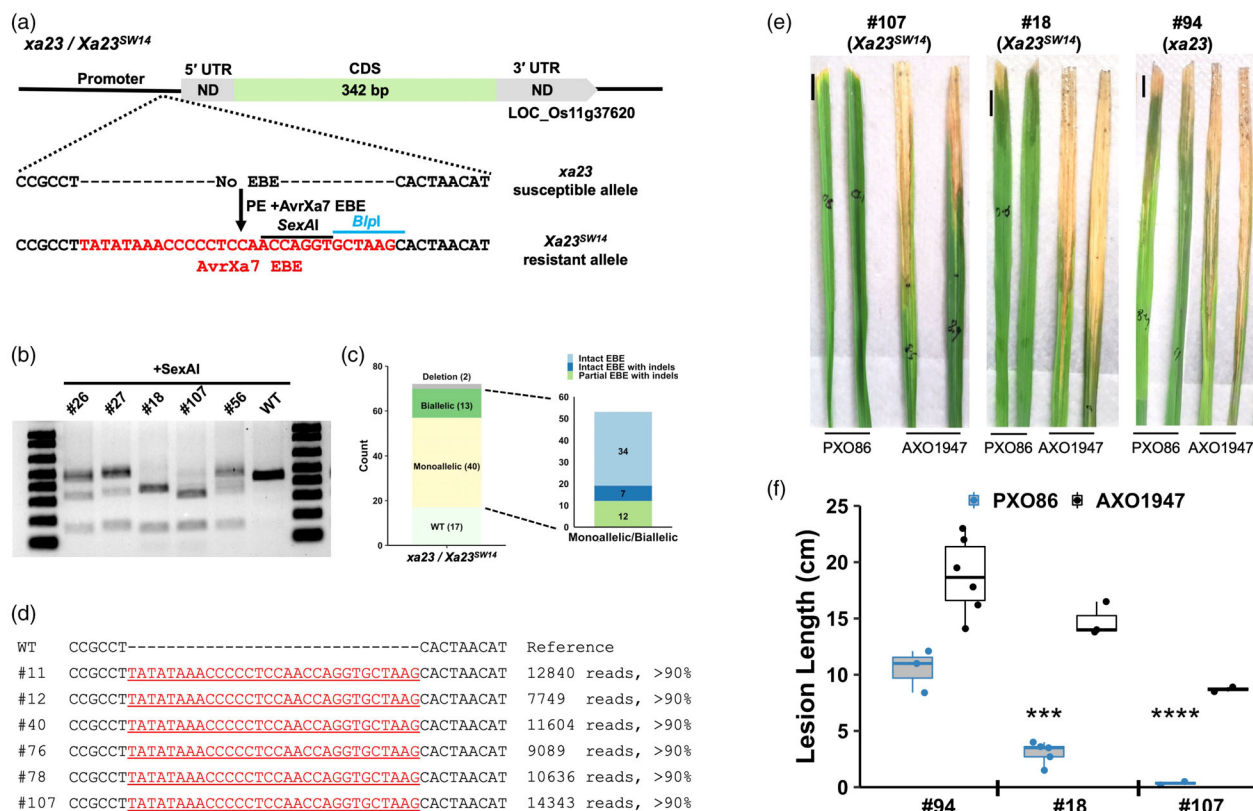 (a)
xa23 / Xa23SW14
Promoter
5′ UTR
CDS
3′ UTR
ND
342 bp
ND
LOC_Os11g37620
CCGCCT--------------No EBE------------CACTAACAT
xa23
susceptible allele
PE +AvrXa7 EBE
SexAI
BlpI
CCGCCTTATATAAACCCCCTCCAACCAGGTGCTAAGCACTAACAT
Xa23SW14
resistant allele
AvrXa7 EBE
(b)
+SexAI
#26 #27 #18 #107 #56 WT
(c)
Count
80
60
40
20
0
Deletion (2)
Biallelic (13)
Monoallelic (40)
WT (17)
xa23 / Xa23SW14
Intact EBE
Intact EBE with indels
Partial EBE with indels
60
50
40
30
20
10
0
34
7
12
Monoallelic/Biallelic
(d)
WT CCGCCT------------------------------CACTAACAT Reference
#11 CCGCCTTATATAAACCCCCTCCAACCAGGTGCTAAGCACTAACAT 12840 reads, >90%
#12 CCGCCTTATATAAACCCCCTCCAACCAGGTGCTAAGCACTAACAT 7749 reads, >90%
#40 CCGCCTTATATAAACCCCCTCCAACCAGGTGCTAAGCACTAACAT 11604 reads, >90%
#76 CCGCCTTATATAAACCCCCTCCAACCAGGTGCTAAGCACTAACAT 9089 reads, >90%
#78 CCGCCTTATATAAACCCCCTCCAACCAGGTGCTAAGCACTAACAT 10636 reads, >90%
#107 CCGCCTTATATAAACCCCCTCCAACCAGGTGCTAAGCACTAACAT 14343 reads, >90%
(e)
#107
(Xa23SW14)
#18
(Xa23SW14)
#94
(xa23)
PXO86 AXO1947 PXO86 AXO1947 PXO86 AXO1947
(f)
PXO86 AXO1947
Lesion Length (cm)
25
20
15
10
5
0
***
****
#94 #18 #107